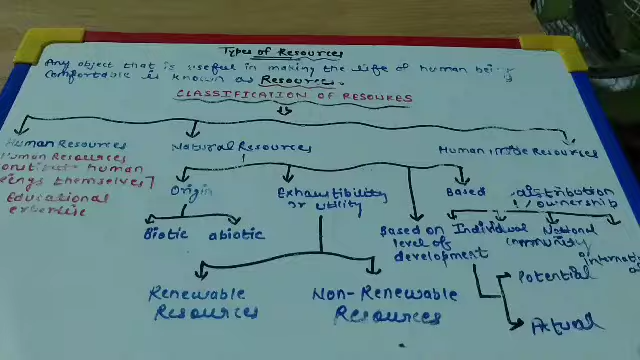 Types of Resources
Any object that is useful in making the life of human being
comfortable is known as Resources.
CLASSIFICATION OF RESOURES
Human Resources
Natural Resources
Human made Resources
Human Resources
constitute human
beings themselves
Educational
expertise
Origin
Exhaustibility
or utility
Based
distribution
/ ownership
Biotic abiotic
Based on
level of
development
Individual
community
National
Potential
Actual
Renewable
Resources
Non-Renewable
Resources